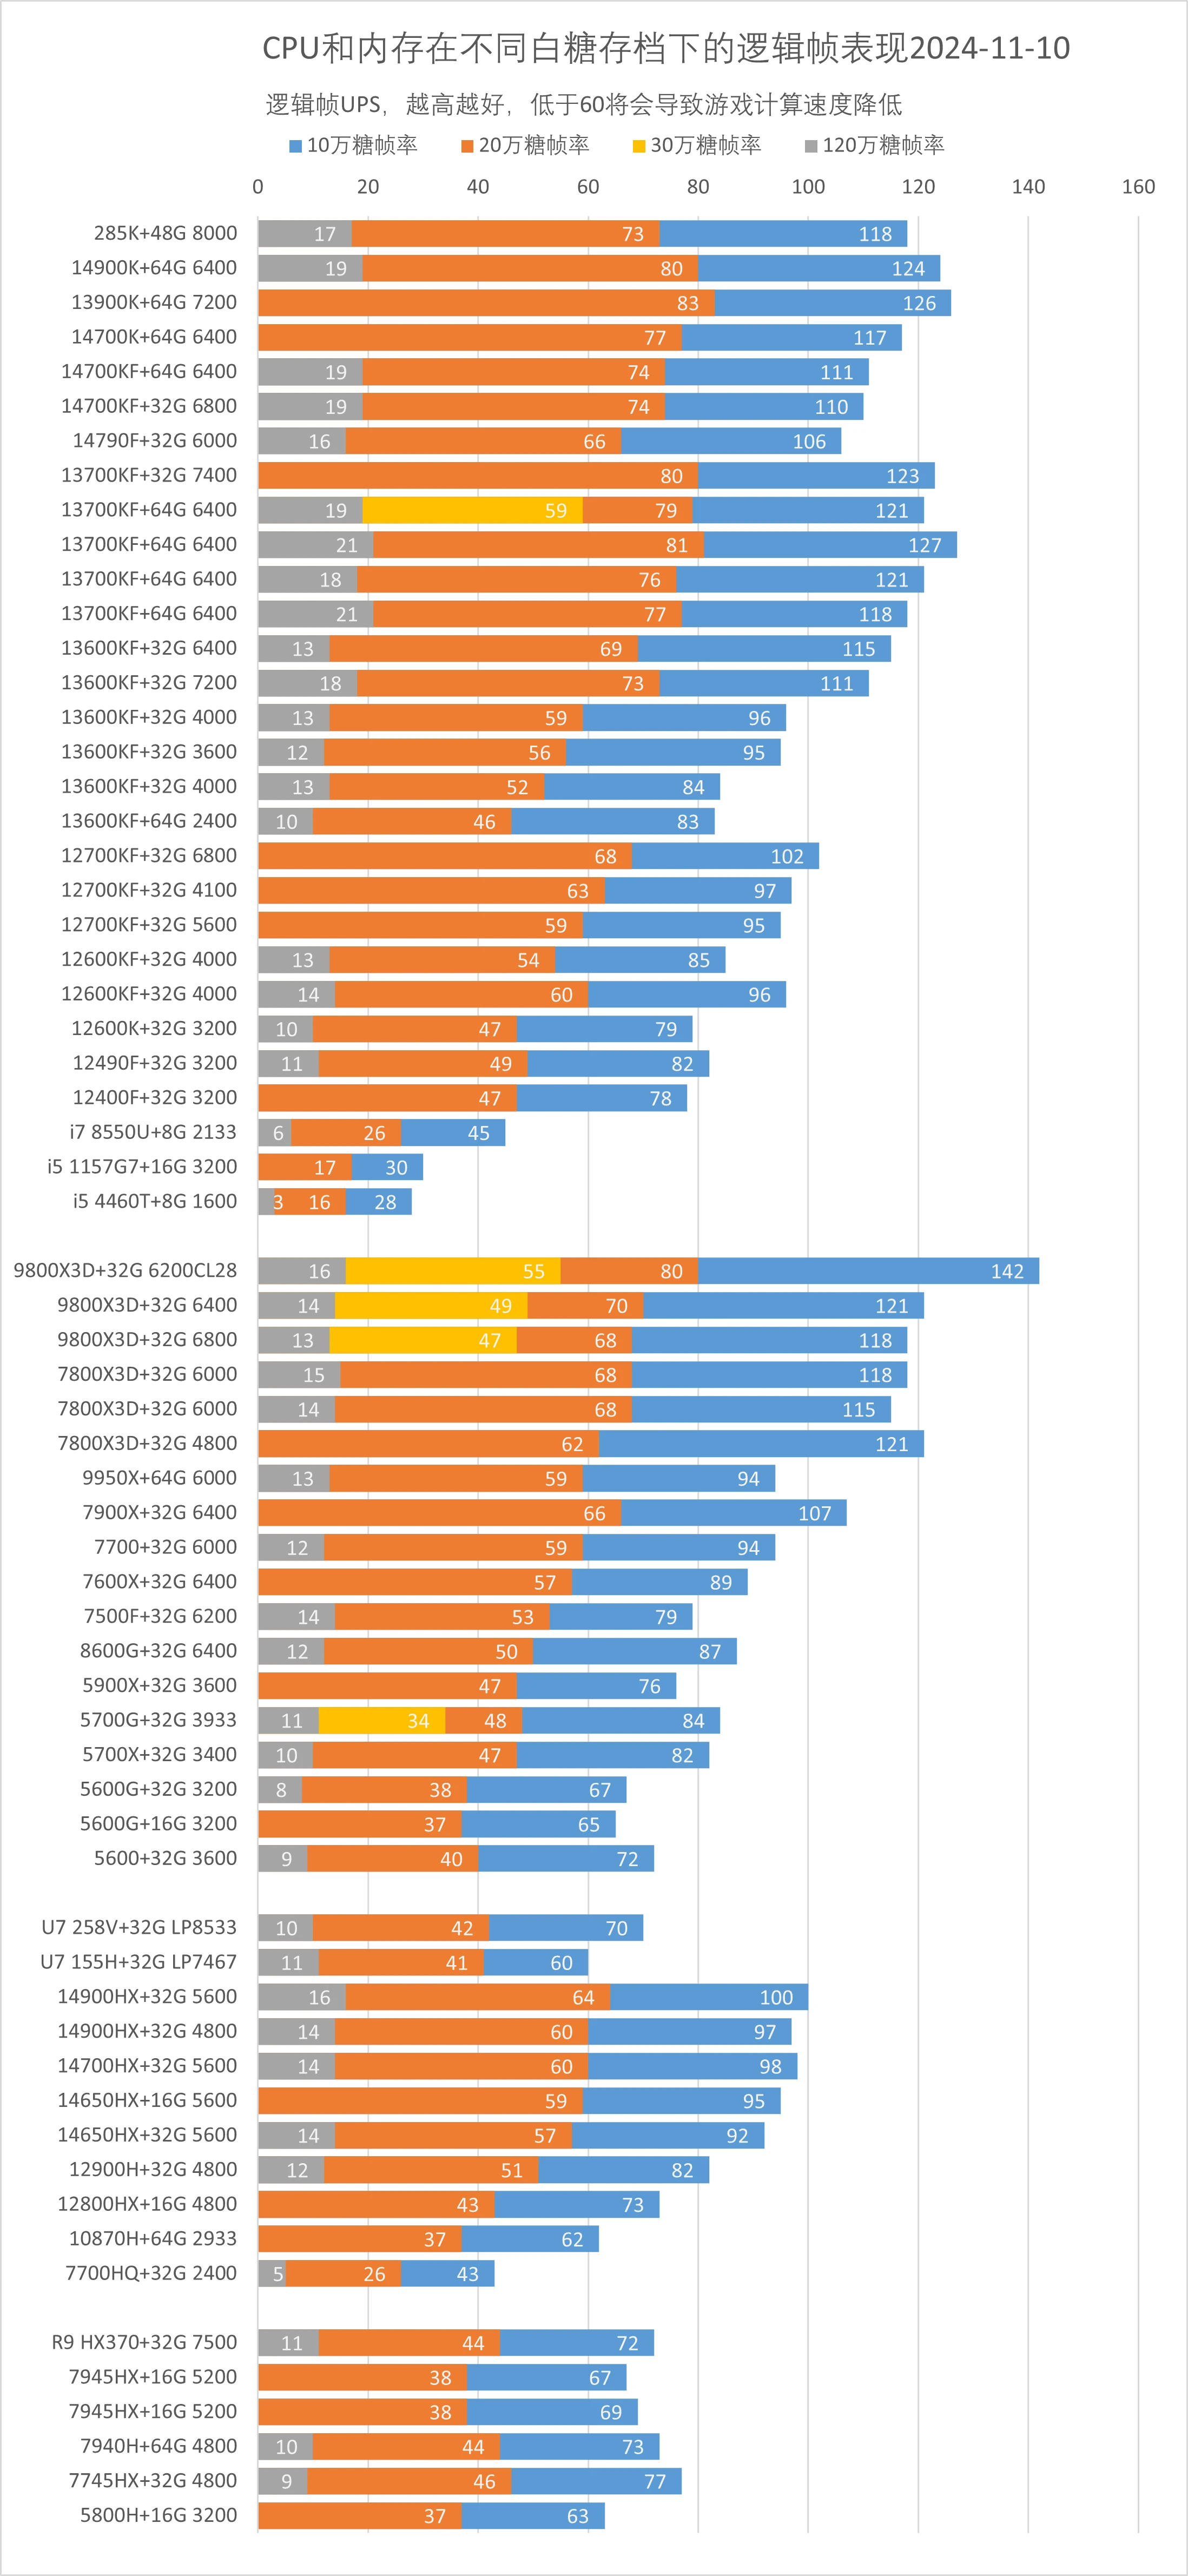 CPU和内存在不同白糖存档下的逻辑帧表现2024-11-10
逻辑帧UPS，越高越好，低于60将会导致游戏计算速度降低
10万糖帧率 20万糖帧率 30万糖帧率 120万糖帧率
0 20 40 60 80 100 120 140 160
285K+48G 8000 17 73 118
14900K+64G 6400 19 80 124
13900K+64G 7200 83 126
14700K+64G 6400 77 117
14700KF+64G 6400 19 74 111
14700KF+32G 6800 19 74 110
14790F+32G 6000 16 66 106
13700KF+32G 7400 80 123
13700KF+64G 6400 19 59 79 121
13700KF+64G 6400 21 81 127
13700KF+64G 6400 18 76 121
13700KF+64G 6400 21 77 118
13600KF+32G 6400 13 69 115
13600KF+32G 7200 18 73 111
13600KF+32G 4000 13 59 96
13600KF+32G 3600 12 56 95
13600KF+32G 4000 13 52 84
13600KF+64G 2400 10 46 83
12700KF+32G 6800 68 102
12700KF+32G 4100 63 97
12700KF+32G 5600 59 95
12600KF+32G 4000 13 54 85
12600KF+32G 4000 14 60 96
12600K+32G 3200 10 47 79
12490F+32G 3200 11 49 82
12400F+32G 3200 47 78
i7 8550U+8G 2133 6 26 45
i5 1157G7+16G 3200 17 30
i5 4460T+8G 1600 3 16 28
9800X3D+32G 6200CL28 16 55 80 142
9800X3D+32G 6400 14 49 70 121
9800X3D+32G 6800 13 47 68 118
7800X3D+32G 6000 15 68 118
7800X3D+32G 6000 14 68 115
7800X3D+32G 4800 62 121
9950X+64G 6000 13 59 94
7900X+32G 6400 66 107
7700+32G 6000 12 59 94
7600X+32G 6400 57 89
7500F+32G 6200 14 53 79
8600G+32G 6400 12 50 87
5900X+32G 3600 47 76
5700G+32G 3933 11 34 48 84
5700X+32G 3400 10 47 82
5600G+32G 3200 8 38 67
5600G+16G 3200 37 65
5600+32G 3600 9 40 72
U7 258V+32G LP8533 10 42 70
U7 155H+32G LP7467 11 41 60
14900HX+32G 5600 16 64 100
14900HX+32G 4800 14 60 97
14700HX+32G 5600 14 60 98
14650HX+16G 5600 59 95
14650HX+32G 5600 14 57 92
12900H+32G 4800 12 51 82
12800HX+16G 4800 43 73
10870H+64G 2933 37 62
7700HQ+32G 2400 5 26 43
R9 HX370+32G 7500 11 44 72
7945HX+16G 5200 38 67
7945HX+16G 5200 38 69
7940H+64G 4800 10 44 73
7745HX+32G 4800 9 46 77
5800H+16G 3200 37 63